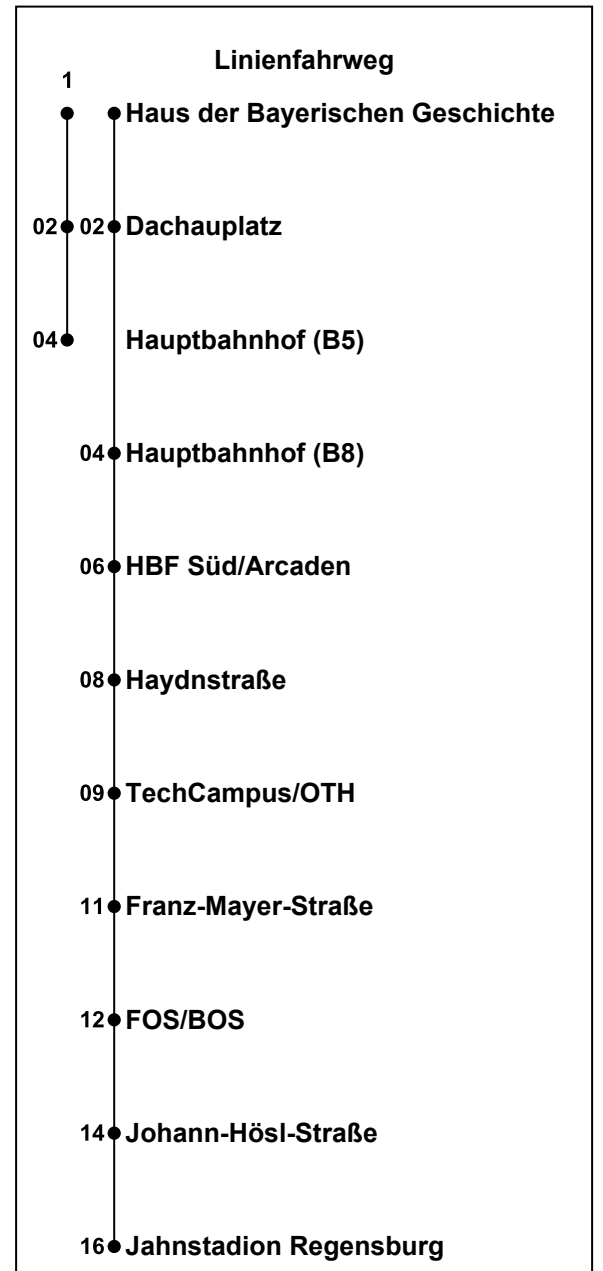 Linienfahrweg
1
Haus der Bayerischen Geschichte
02 02 Dachauplatz
04 Hauptbahnhof (B5)
04 Hauptbahnhof (B8)
06 HBF Süd/Arcaden
08 Haydnstraße
09 TechCampus/OTH
11 Franz-Mayer-Straße
12 FOS/BOS
14 Johann-Hösl-Straße
16 Jahnstadion Regensburg